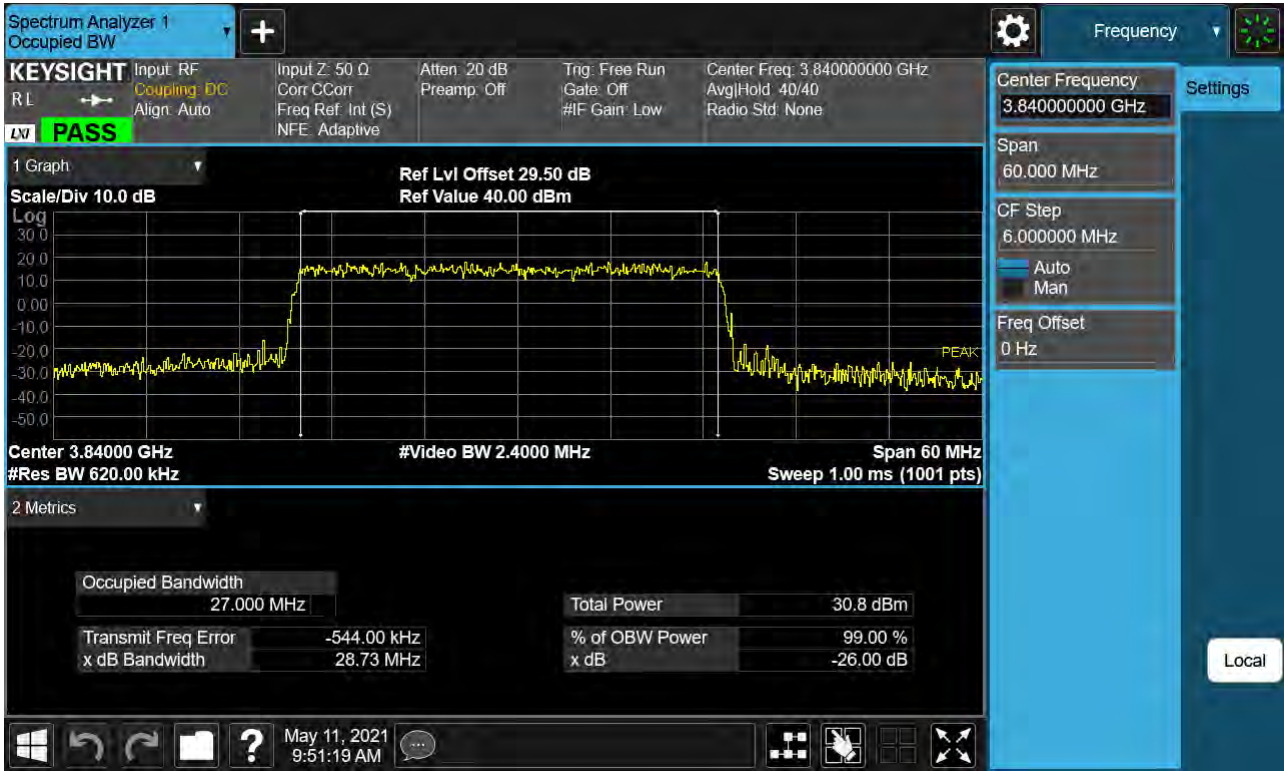 Spectrum Analyzer 1
Occupied BW
+
Frequency
KEYSIGHT
RL
LXI
PASS
Input: RF
Coupling: DC
Align: Auto
Input Z: 50 Ω
Corr CCorr
Freq Ref: Int (S)
NFE: Adaptive
Atten: 20 dB
Preamp: Off
Trig: Free Run
Gate: Off
#IF Gain: Low
Center Freq: 3.840000000 GHz
Avg|Hold: 40/40
Radio Std: None
Center Frequency
3.840000000 GHz
Settings
Span
60.000 MHz
CF Step
6.000000 MHz
Auto
Man
Freq Offset
0 Hz
Local
1 Graph
Scale/Div 10.0 dB
Ref Lvl Offset 29.50 dB
Ref Value 40.00 dBm
Log
30.0
20.0
10.0
0.00
-10.0
-20.0
-30.0
-40.0
-50.0
PEAK
Center 3.84000 GHz
#Res BW 620.00 kHz
#Video BW 2.4000 MHz
Span 60 MHz
Sweep 1.00 ms (1001 pts)
2 Metrics
Occupied Bandwidth
27.000 MHz
Transmit Freq Error -544.00 kHz
x dB Bandwidth 28.73 MHz
Total Power 30.8 dBm
% of OBW Power 99.00 %
x dB -26.00 dB
?
May 11, 2021
9:51:19 AM